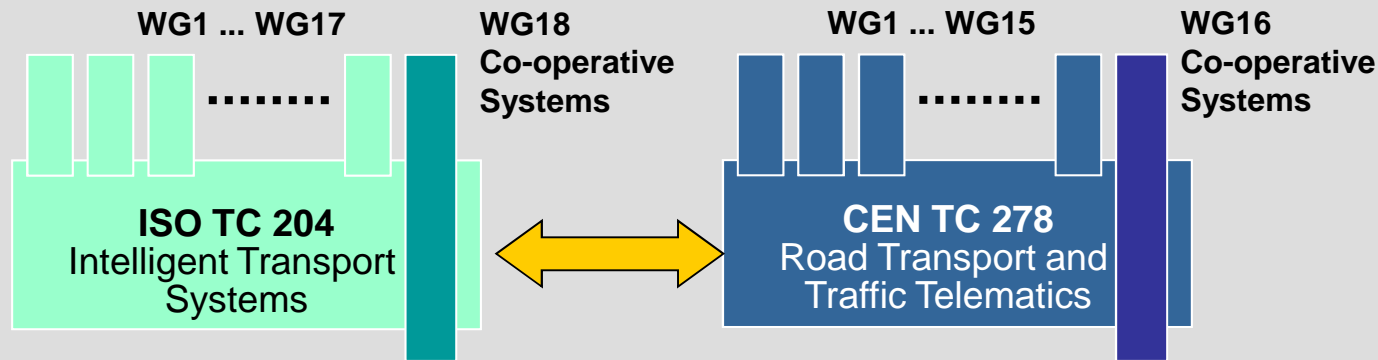 WG1 ... WG17
WG18
Co-operative
Systems
WG1 ... WG15
WG16
Co-operative
Systems
........
........
ISO TC 204
Intelligent Transport
Systems
CEN TC 278
Road Transport and
Traffic Telematics